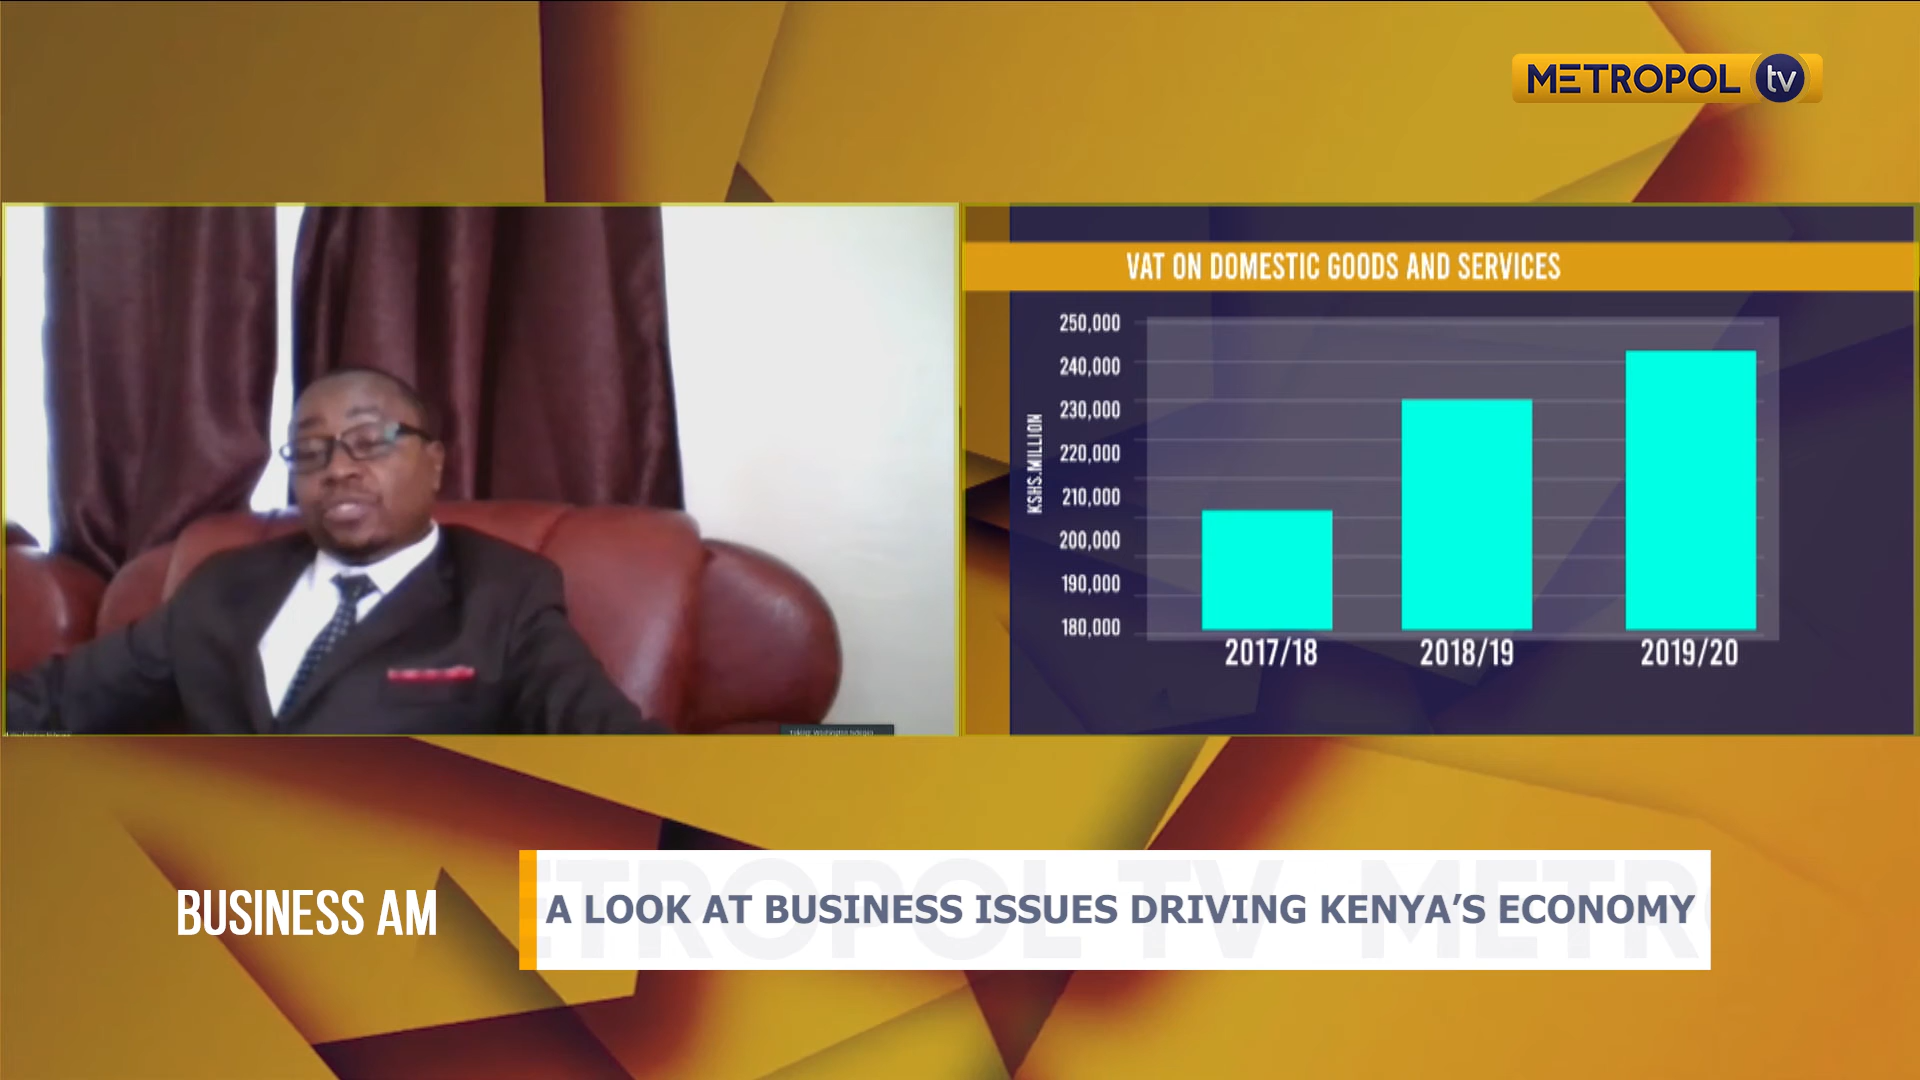 METROPOL tv
VAT ON DOMESTIC GOODS AND SERVICES
250,000
240,000
230,000
220,000
210,000
200,000
190,000
180,000
KSHS.MILLION
2017/18
2018/19
2019/20
BUSINESS AM
A LOOK AT BUSINESS ISSUES DRIVING KENYA'S ECONOMY